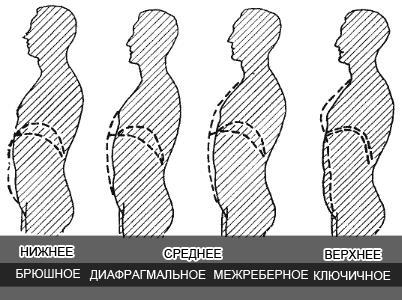 НИЖНЕЕ СРЕДНЕЕ ВЕРХНЕЕ
БРЮШНОЕ ДИАФРАГМАЛЬНОЕ МЕЖРЕБЕРНОЕ КЛЮЧИЧНОЕ